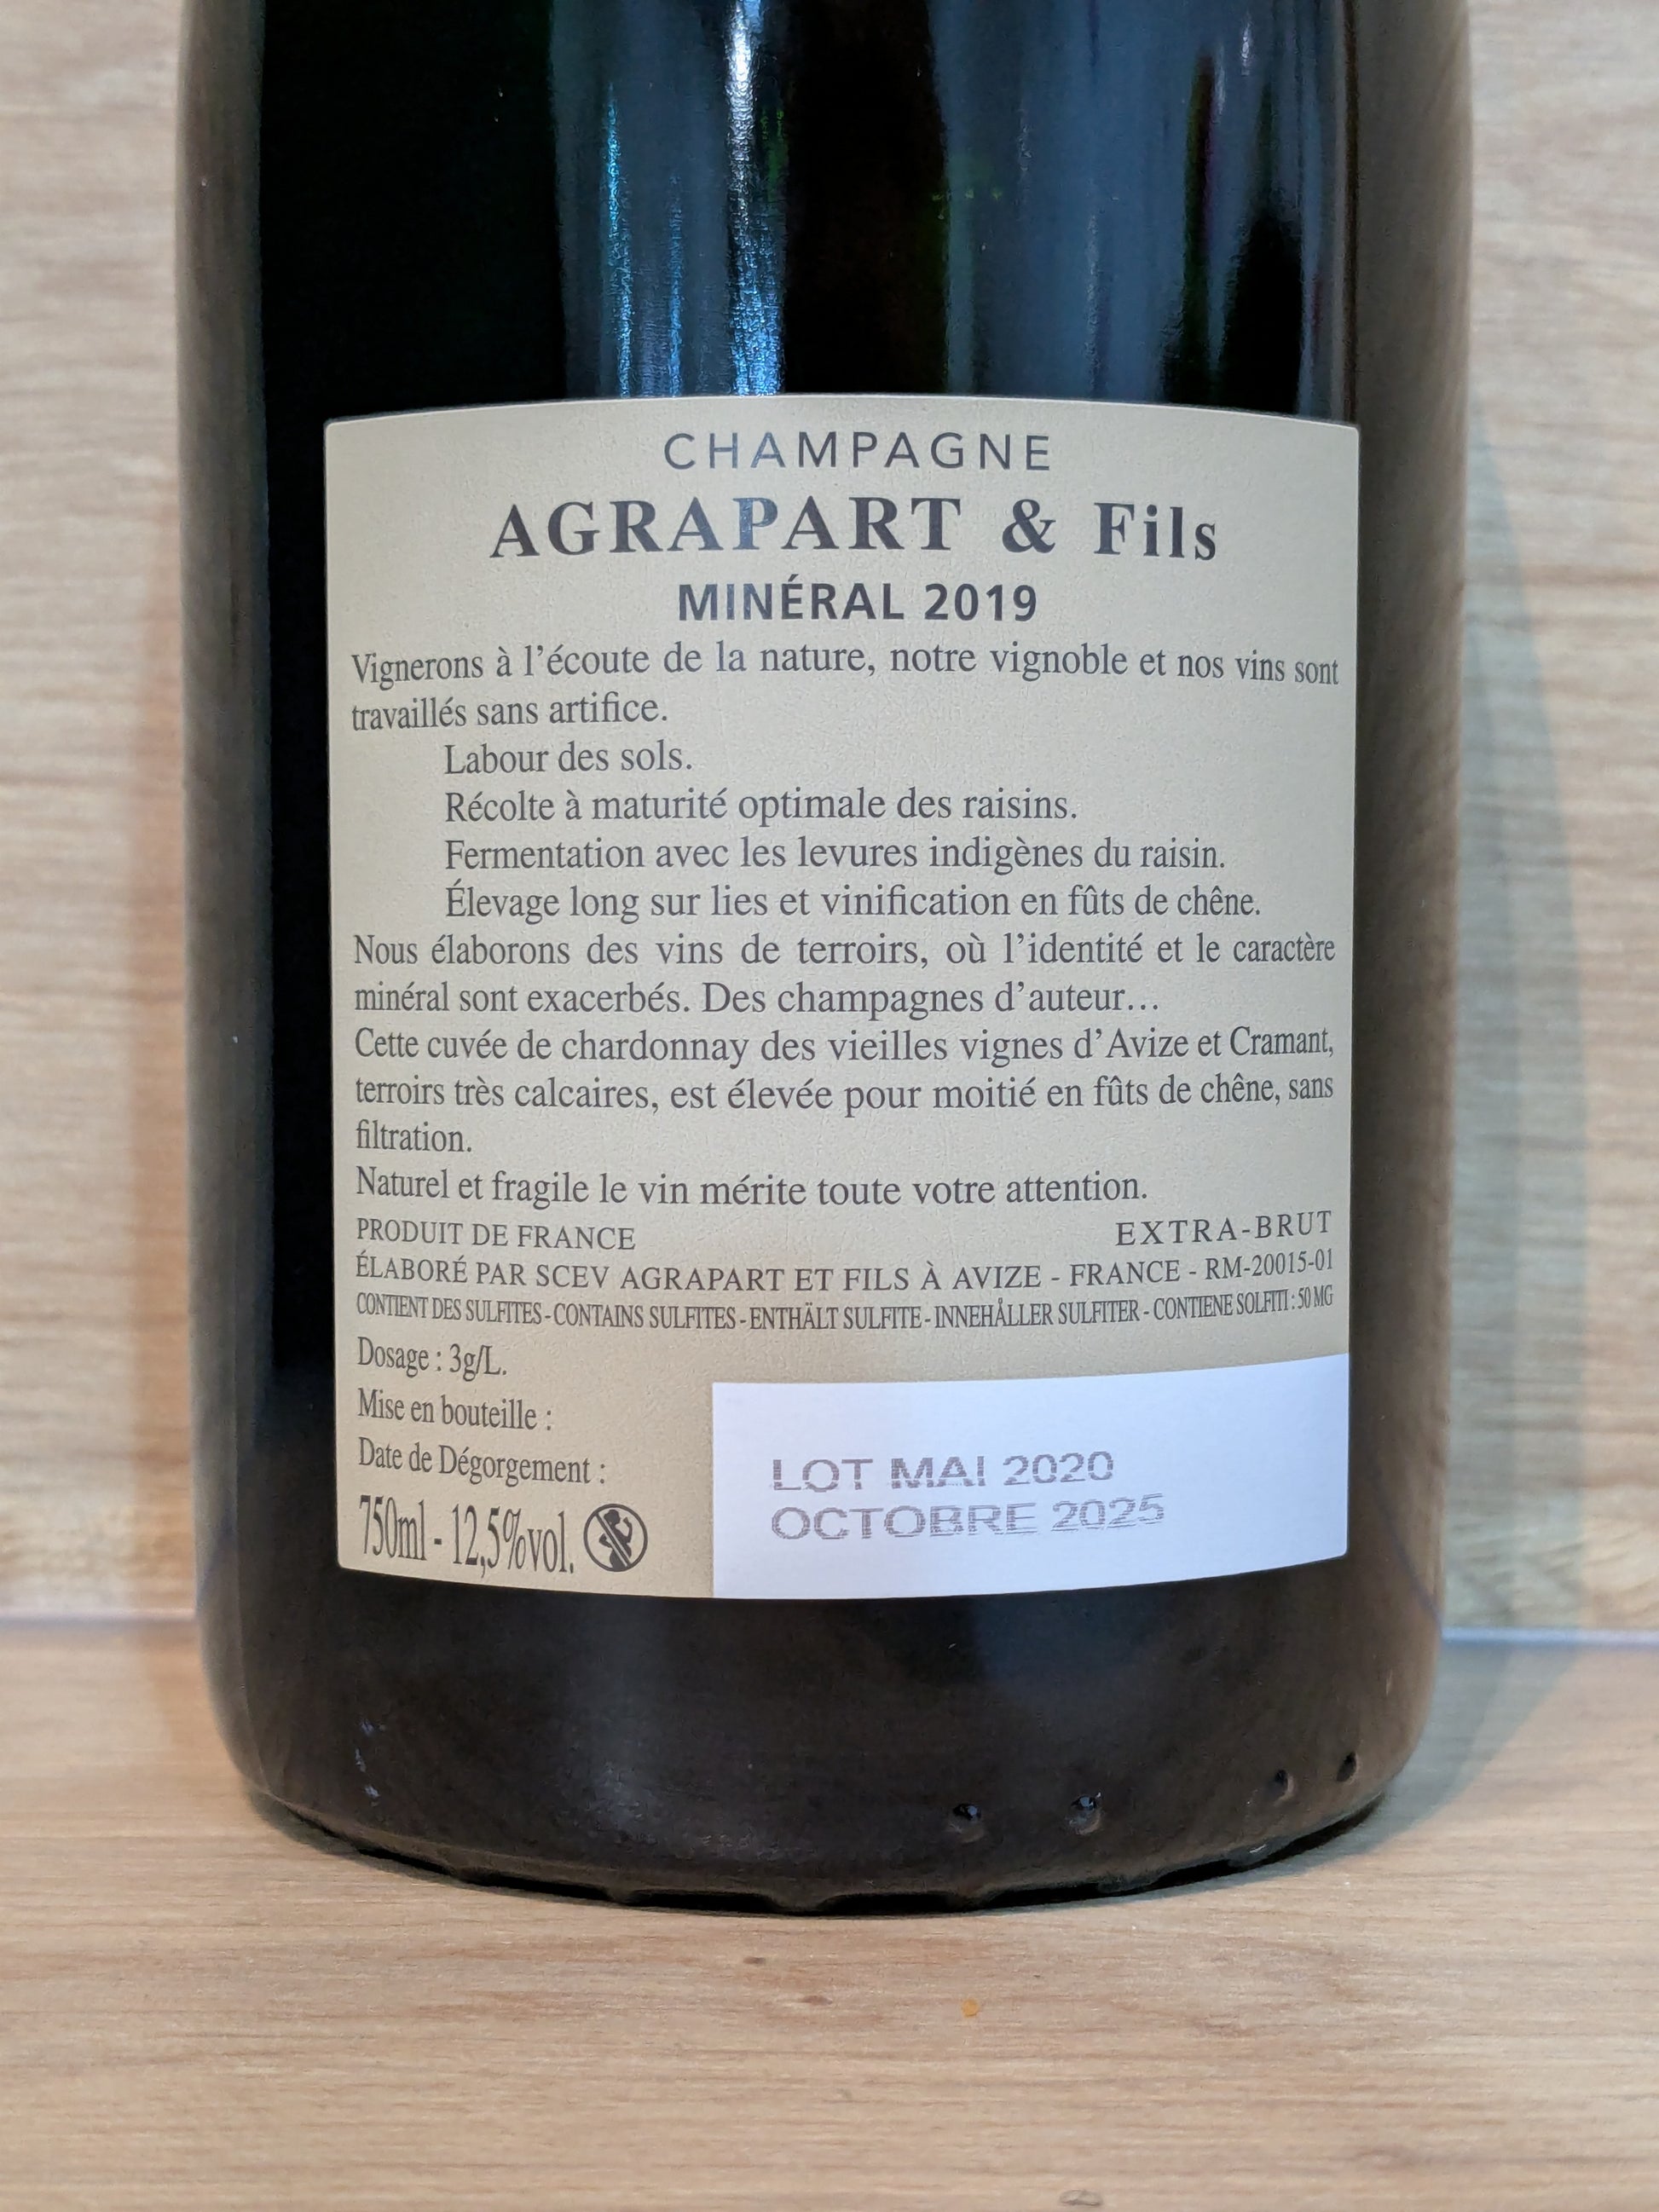 CHAMPAGNE
AGRAPART & Fils
MINÉRAL 2019
Vignerons à l'écoute de la nature, notre vignoble et nos vins sont
travaillés sans artifice.
Labour des sols.
Récolte à maturité optimale des raisins.
Fermentation avec les levures indigènes du raisin.
Élevage long sur lies et vinification en fûts de chêne.
Nous élaborons des vins de terroirs, où l'identité et le caractère
minéral sont exacerbés. Des champagnes d'auteur…
Cette cuvée de chardonnay des vieilles vignes d'Avize et Cramant,
terroirs très calcaires, est élevée pour moitié en fûts de chêne, sans
filtration.
Naturel et fragile le vin mérite toute votre attention.
PRODUIT DE FRANCE EXTRA-BRUT
ÉLABORÉ PAR SCEV AGRAPART ET FILS À AVIZE - FRANCE - RM-20015-01
CONTIENT DES SULFITES - CONTAINS SULFITES - ENTHÄLT SULFITE - INNEHÅLLER SULFITER - CONTIENE SOLFITI : 50 MG
Dosage : 3g/L.
Mise en bouteille : LOT MAI 2020
Date de Dégorgement : OCTOBRE 2025
750ml - 12,5%vol.